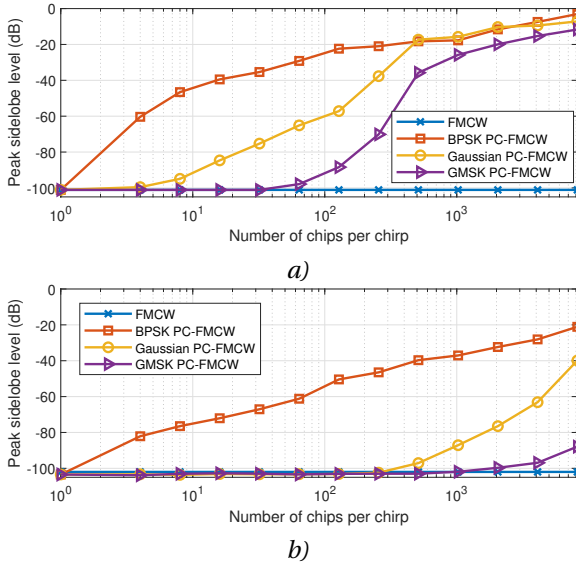 0
-20
-40
-60
-80
-100
Peak sidelobe level (dB)
FMCW
BPSK PC-FMCW
Gaussian PC-FMCW
GMSK PC-FMCW
10^0 10^1 10^2 10^3
Number of chips per chirp
a)
0
-20
-40
-60
-80
-100
Peak sidelobe level (dB)
FMCW
BPSK PC-FMCW
Gaussian PC-FMCW
GMSK PC-FMCW
10^0 10^1 10^2 10^3
Number of chips per chirp
b)